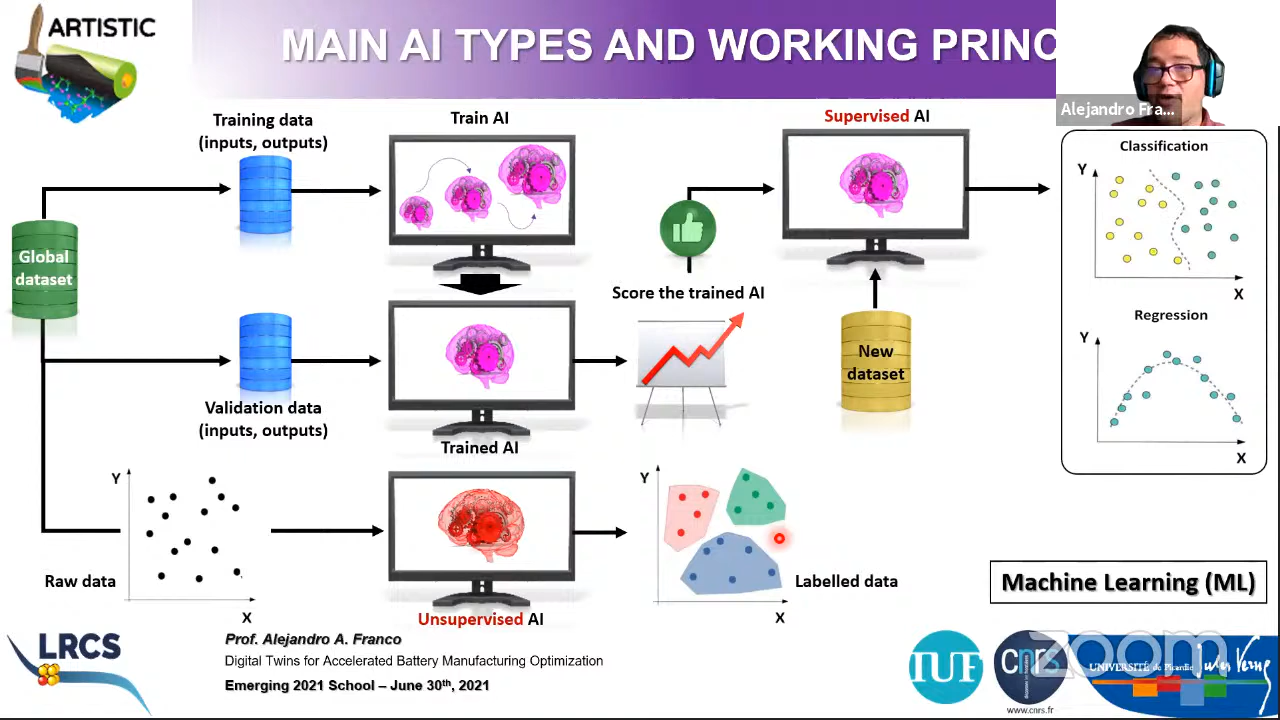 ARTISTIC
MAIN AI TYPES AND WORKING PRINC
Alejandro Fra...
Training data
(inputs, outputs)
Train AI
Supervised AI
Classification
Y
X
Global
dataset
Score the trained AI
New
dataset
Regression
Y
X
Validation data
(inputs, outputs)
Trained AI
Y
X
Raw data
Y
X
Labelled data
Unsupervised AI
Machine Learning (ML)
LRCS
Prof. Alejandro A. Franco
Digital Twins for Accelerated Battery Manufacturing Optimization
Emerging 2021 School – June 30th, 2021
IUF
cnrs
www.cnrs.fr
zoom
UNIVERSITÉ de Picardie
Jules Verne